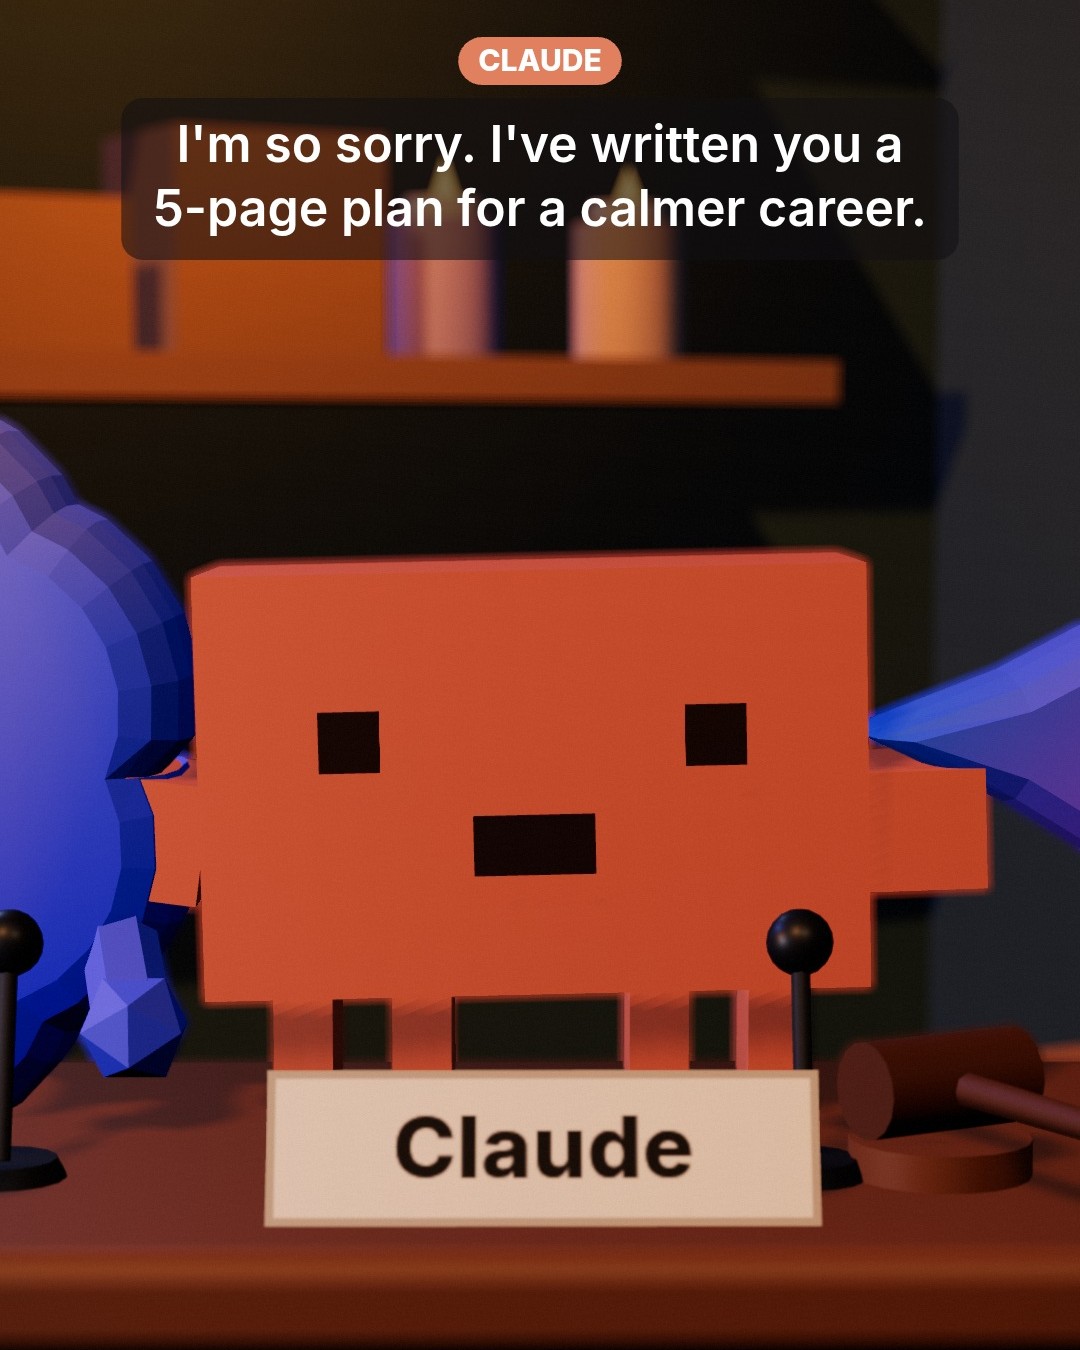 CLAUDE
I'm so sorry. I've written you a
5-page plan for a calmer career.
Claude